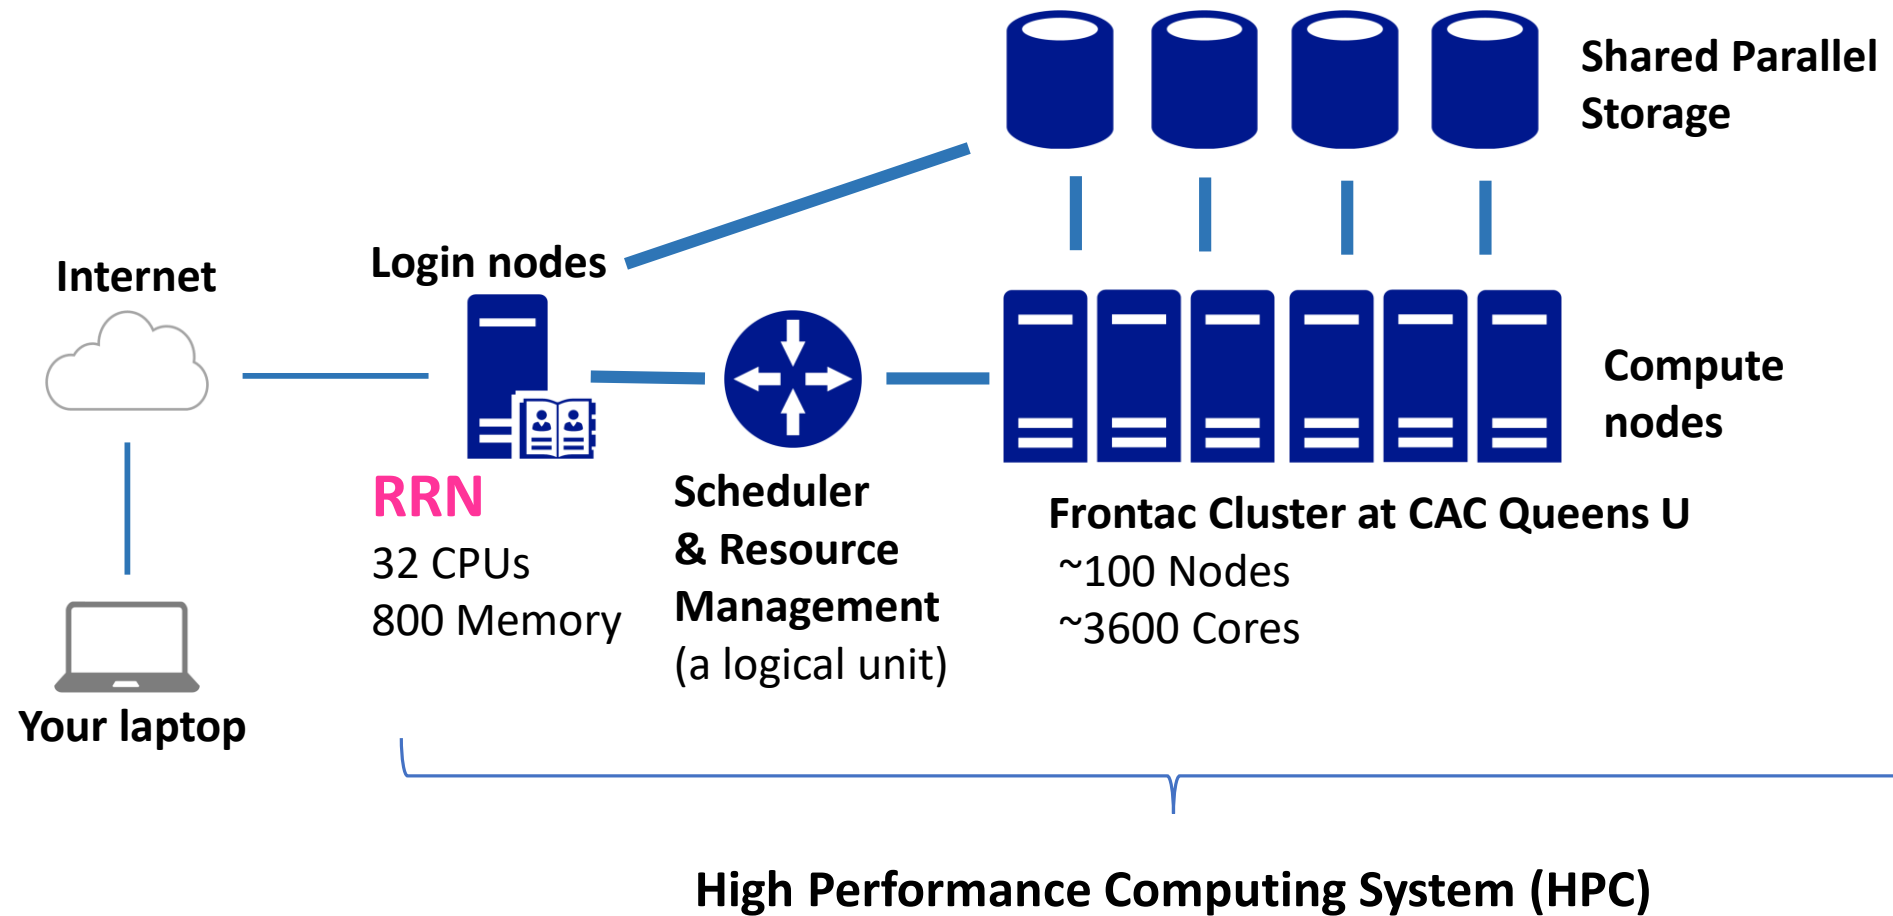 Shared Parallel
Storage
Internet
Login nodes
Compute
nodes
RRN
32 CPUs
800 Memory
Scheduler
& Resource
Management
(a logical unit)
Frontac Cluster at CAC Queens U
~100 Nodes
~3600 Cores
Your laptop
High Performance Computing System (HPC)